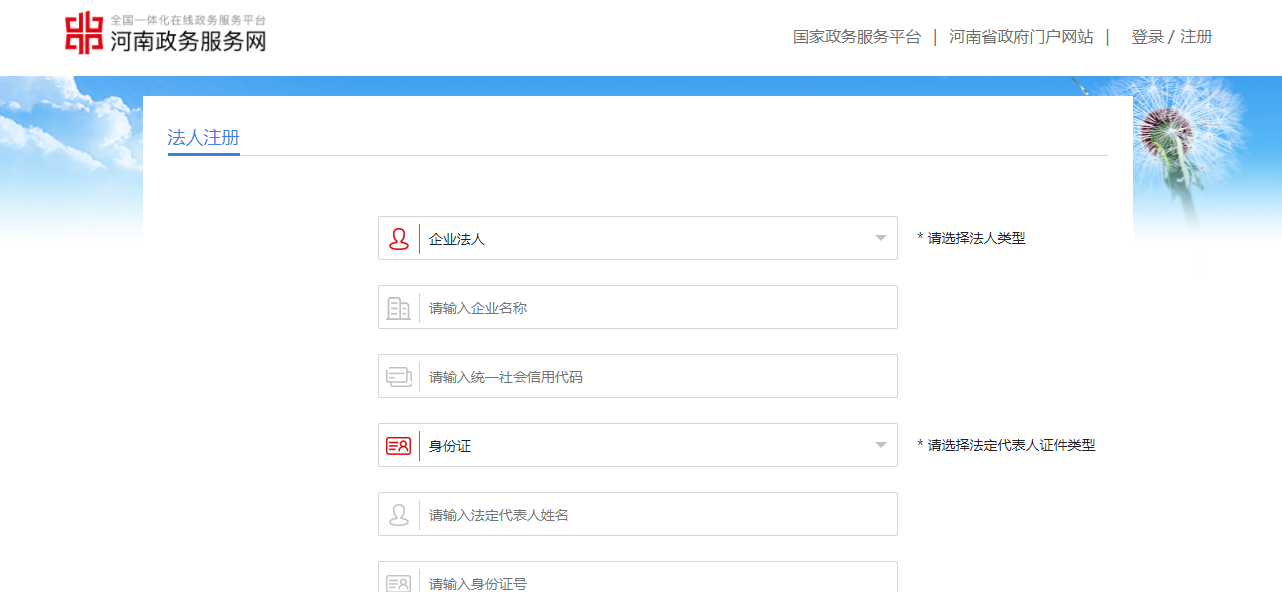 全国一体化在线政务服务平台
河南政务服务网
国家政务服务平台 | 河南省政府门户网站 | 登录 / 注册
法人注册
企业法人 * 请选择法人类型
请输入企业名称
请输入统一社会信用代码
身份证 * 请选择法定代表人证件类型
请输入法定代表人姓名
请输入身份证号